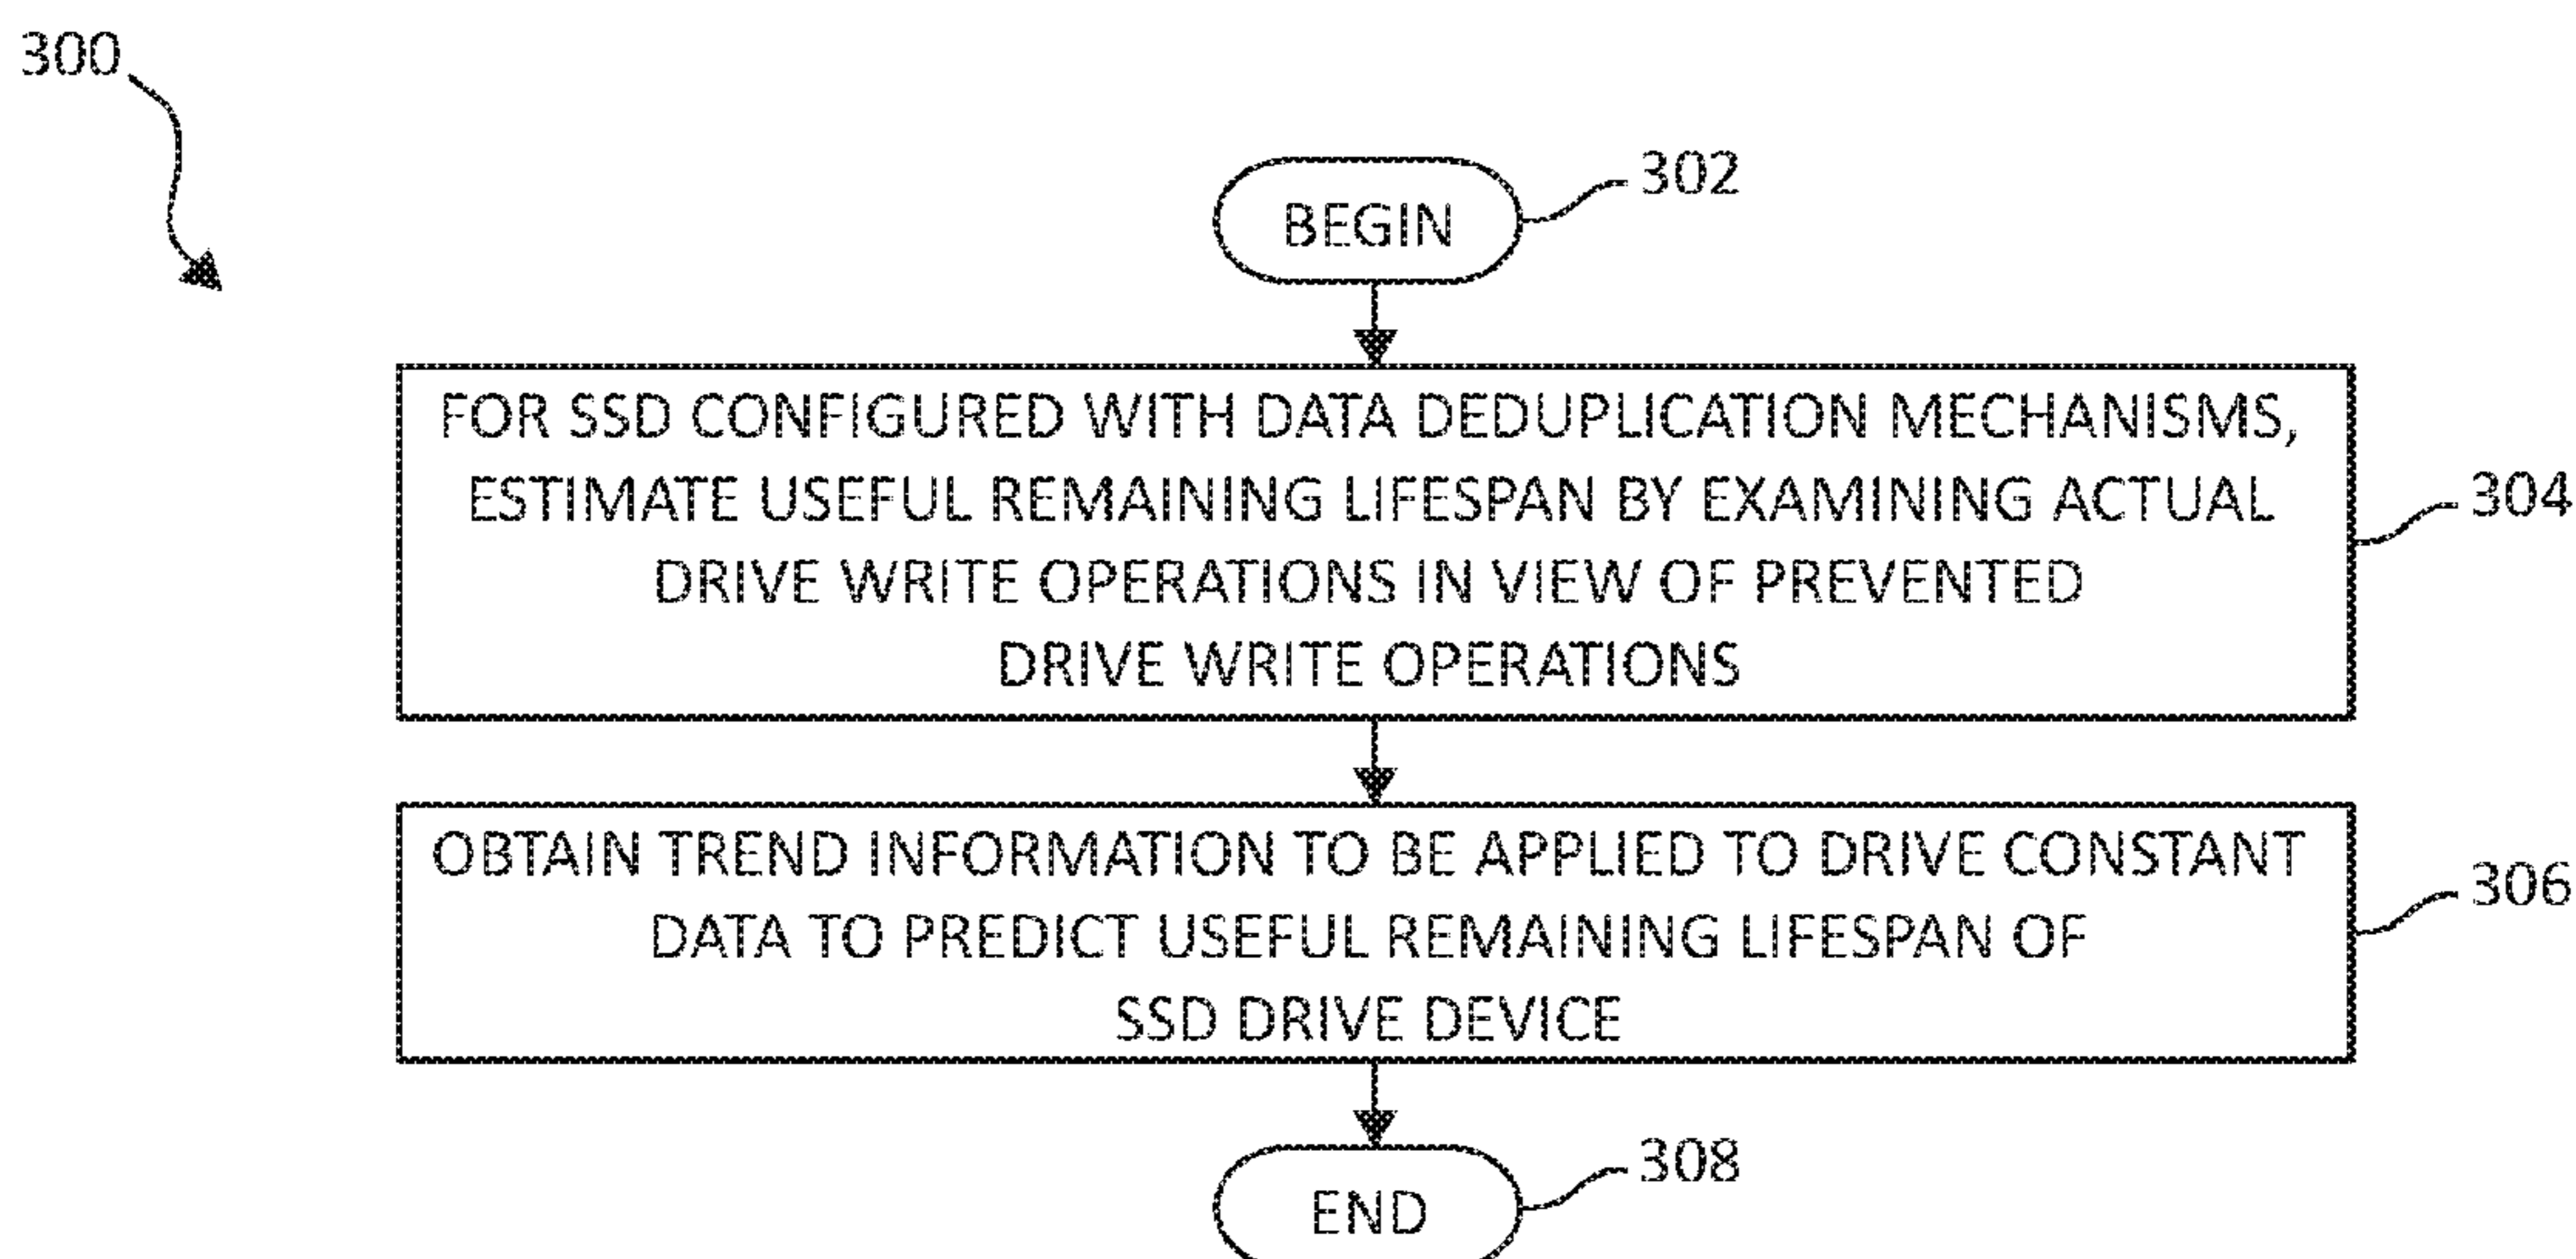 300
302
BEGIN
FOR SSD CONFIGURED WITH DATA DEDUPLICATION MECHANISMS,
ESTIMATE USEFUL REMAINING LIFESPAN BY EXAMINING ACTUAL
304
DRIVE WRITE OPERATIONS IN VIEW OF PREVENTED
DRIVE WRITE OPERATIONS
OBTAIN TREND INFORMATION TO BE APPLIED TO DRIVE CONSTANT
306
DATA TO PREDICT USEFUL REMAINING LIFESPAN OF
SSD DRIVE DEVICE
308
END